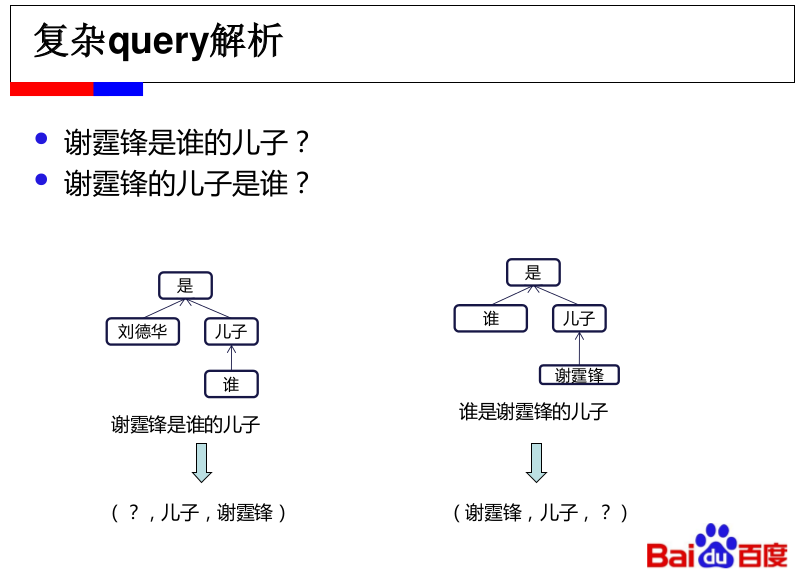 复杂query解析
谢霆锋是谁的儿子？
谢霆锋的儿子是谁？
是
刘德华
儿子
谁
谢霆锋是谁的儿子
（？，儿子，谢霆锋）
是
谁
儿子
谢霆锋
谁是谢霆锋的儿子
（谢霆锋，儿子，？）
Bai du 百度